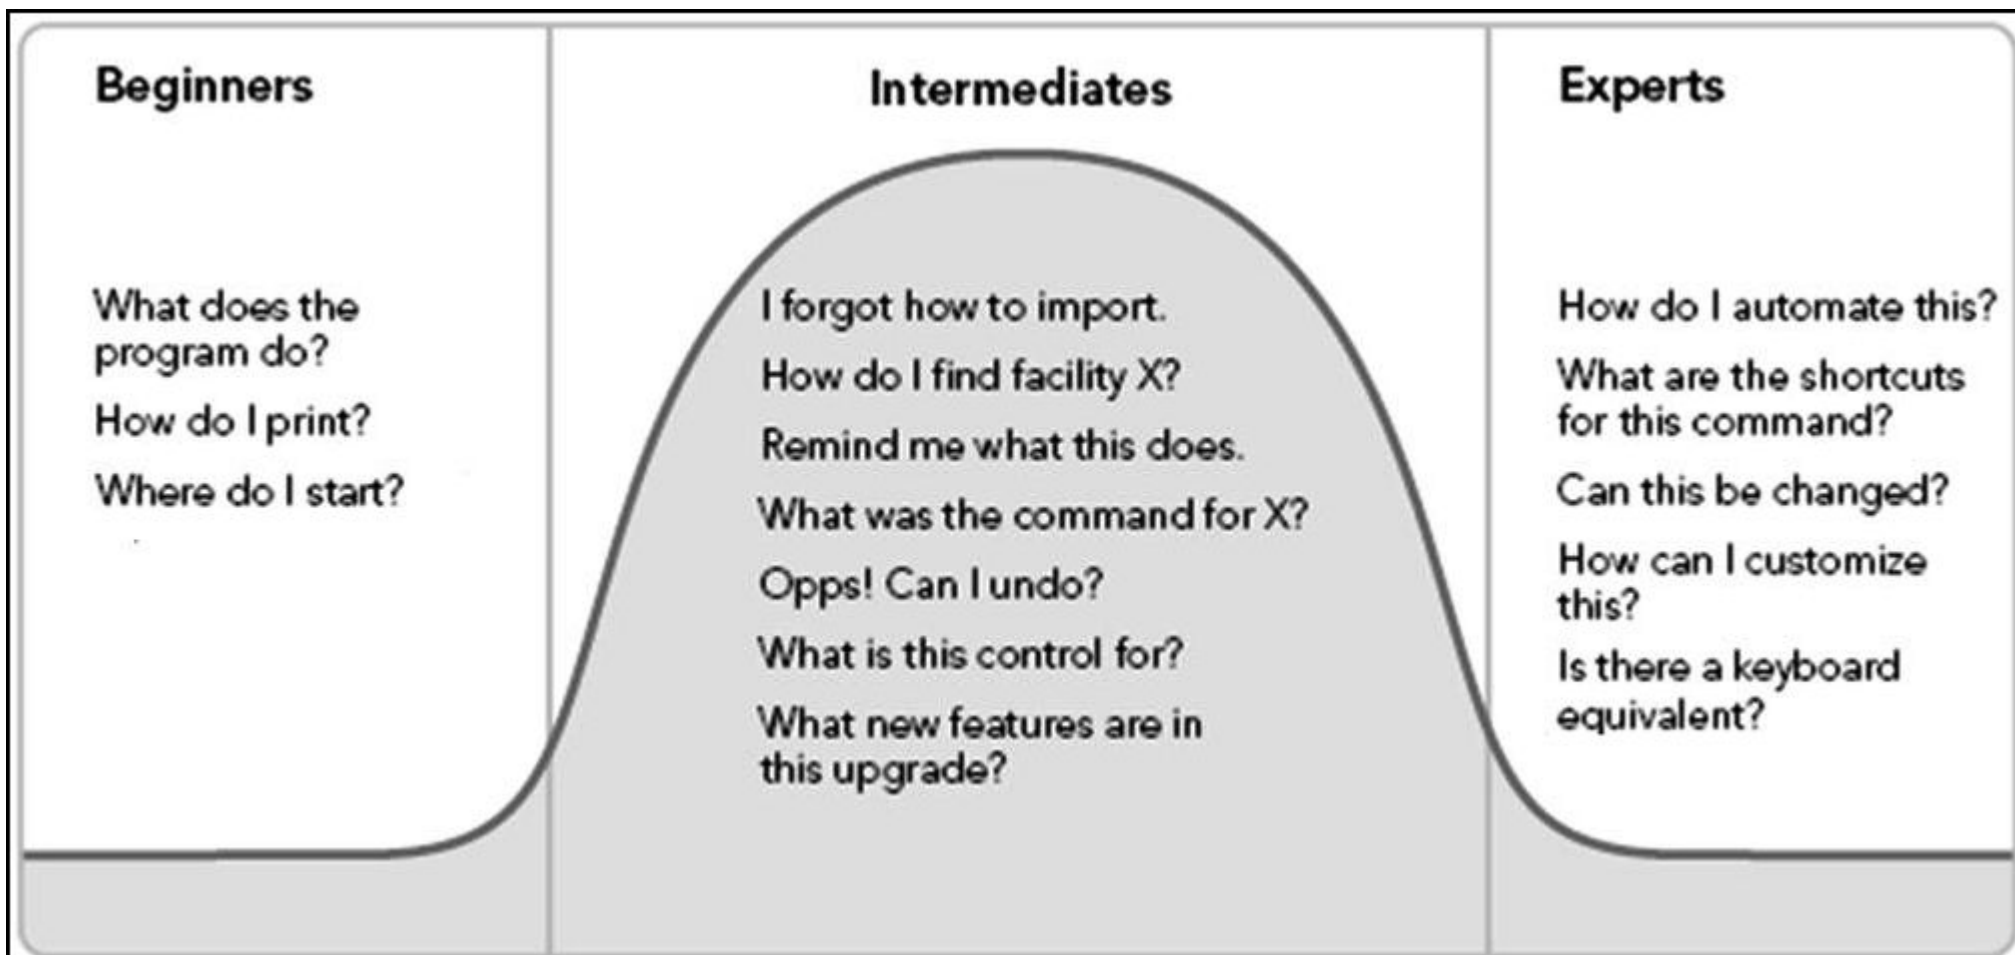 Beginners
What does the
program do?
How do I print?
Where do I start?
Intermediates
I forgot how to import.
How do I find facility X?
Remind me what this does.
What was the command for X?
Opps! Can I undo?
What is this control for?
What new features are in
this upgrade?
Experts
How do I automate this?
What are the shortcuts
for this command?
Can this be changed?
How can I customize
this?
Is there a keyboard
equivalent?